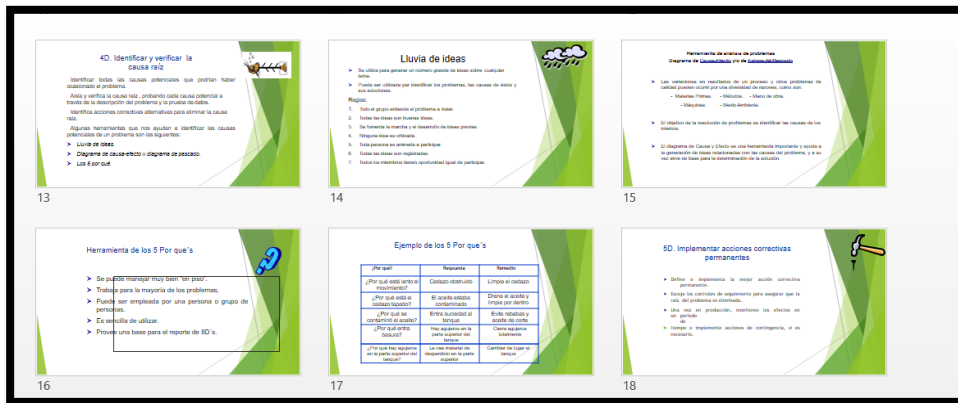 4D. Identificar y verificar la
causa raíz
Identificar todas las causas potenciales que podrían haber
ocasionado el problema.
Aísla y verifica la causa raíz, probando cada causa potencial a
través de la descripción del problema y la prueba de datos.
Identifica acciones correctivas alternativas para eliminar la causa
raíz.
Algunas herramientas que nos ayudan a identificar las causas
potenciales de un problema son las siguientes:
➤ Lluvia de ideas.
➤ Diagrama de causa-efecto o diagrama de pescado.
➤ Los 5 por qué.
13
Lluvia de ideas
➤ Se utiliza para generar un número grande de ideas sobre cualquier
tema.
➤ Puede ser utilizada par identificar los problemas, las causas de éstos y
sus soluciones.
Reglas:
1. Todo el grupo entiende el problema a tratar.
2. Todas las ideas son buenas ideas.
3. Se fomenta la marcha y el desarrollo de ideas previas.
4. Ninguna idea es criticada.
5. Toda persona es animada a participar.
6. Todas las ideas son registradas.
7. Todos los miembros tienen oportunidad igual de participar.
14
Herramienta de análisis de problemas
Diagrama de Causa-Efecto y/o de
➤ Las variaciones en resultados de un proceso y otros problemas de
calidad pueden ocurrir por una diversidad de razones, como son:
- Materias Primas. - Métodos. - Mano de obra.
- Máquinas. - Medio Ambiente.
➤ El objetivo de la resolución de problemas es identificar las causas de los
mismos.
➤ El diagrama de Causa y Efecto es una herramienta importante y ayuda a
la generación de ideas relacionadas con las causas del problema, y a su
vez sirve de base para la determinación de la solución.
15
Herramienta de los 5 Por que´s
➤ Se puede manejar muy bien "en piso".
➤ Trabaja para la mayoría de los problemas.
➤ Puede ser empleada por una persona o grupo de
personas.
➤ Es sencilla de utilizar.
➤ Provee una base para el reporte de 8D´s.
16
Ejemplo de los 5 Por que´s
¿Por qué? Respuesta Remedio
¿Por qué está lento el movimiento? Cedazo obstruido Limpie el cedazo
¿Por qué está el cedazo tapado? El aceite estaba contaminado Drene el aceite y limpie por dentro
¿Por qué se contaminó el aceite? Entra suciedad al tanque Evite rebabas y aceite de corte
¿Por qué entra basura? Hay agujeros en la parte superior del tanque Cierre agujeros totalmente
¿Por qué hay agujeros en la parte superior del tanque? Le cae material de desperdicio en la parte superior Cambiar de lugar el tanque
17
5D. Implementar acciones correctivas
permanentes
➤ Define e implementa la mejor acción correctiva
permanente.
➤ Escoja los controles de seguimiento para asegurar que la
raíz del problema es eliminada.
➤ Una vez en producción, monitoree los efectos en
un período
de
➤ tiempo e implemente acciones de contingencia, si es
necesario.
18